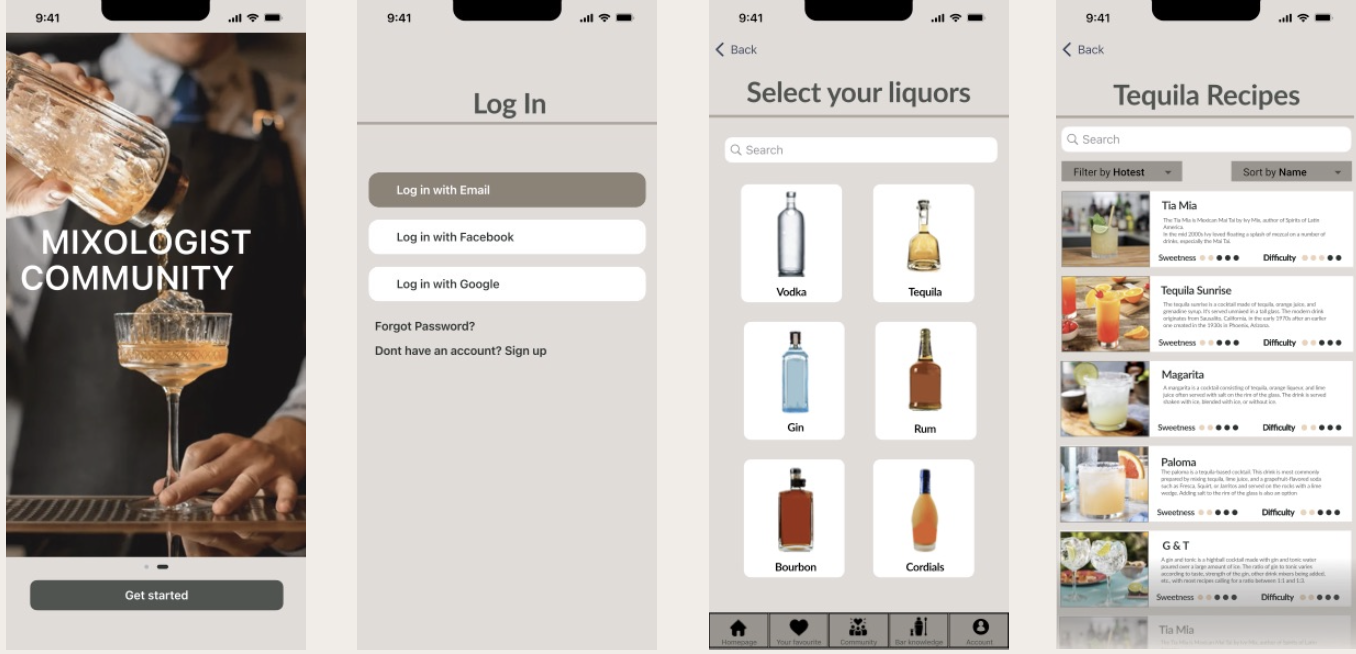 9:41
MIXOLOGIST
COMMUNITY
Get started
9:41
Log In
Log in with Email
Log in with Facebook
Log in with Google
Forgot Password?
Dont have an account? Sign up
9:41
Back
Select your liquors
Search
Vodka
Tequila
Gin
Rum
Bourbon
Cordials
Homepage
Your favourite
Community
Bar knowledge
Account
9:41
Back
Tequila Recipes
Search
Filter by Hotest
Sort by Name
Tia Mia
The Tia Mia is Mexican Mai Tai by Ivy Mix, author of Spirits of Latin
America.
In the mid 2000s Ivy loved floating a splash of mezcal on a number of
drinks, especially the Mai Tai.
Sweetness
Difficulty
Tequila Sunrise
The tequila sunrise is a cocktail made of tequila, orange juice, and
grenadine syrup. It's served unmixed in a tall glass. The modern drink
originates from Sausalito, California, in the early 1970s after an earlier
one created in the 1930s in Phoenix, Arizona.
Sweetness
Difficulty
Magarita
A margarita is a cocktail consisting of tequila, orange liqueur, and lime
juice often served with salt on the rim of the glass. The drink is served
shaken with ice, blended with ice, or without ice.
Sweetness
Difficulty
Paloma
The paloma is a tequila-based cocktail. This drink is most commonly
prepared by mixing tequila, lime juice, and a grapefruit-flavored soda
such as Fresca, Squirt, or Jarritos and served on the rocks with a lime
wedge. Adding salt to the rim of the glass is also an option
Sweetness
Difficulty
G & T
A gin and tonic is a highball cocktail made with gin and tonic water
poured over a large amount of ice. The ratio of gin to tonic varies
according to taste, strength of the gin, other drink mixers being added,
etc., with most recipes calling for a ratio between 1:1 and 1:3.
Sweetness
Difficulty
Tia Mia